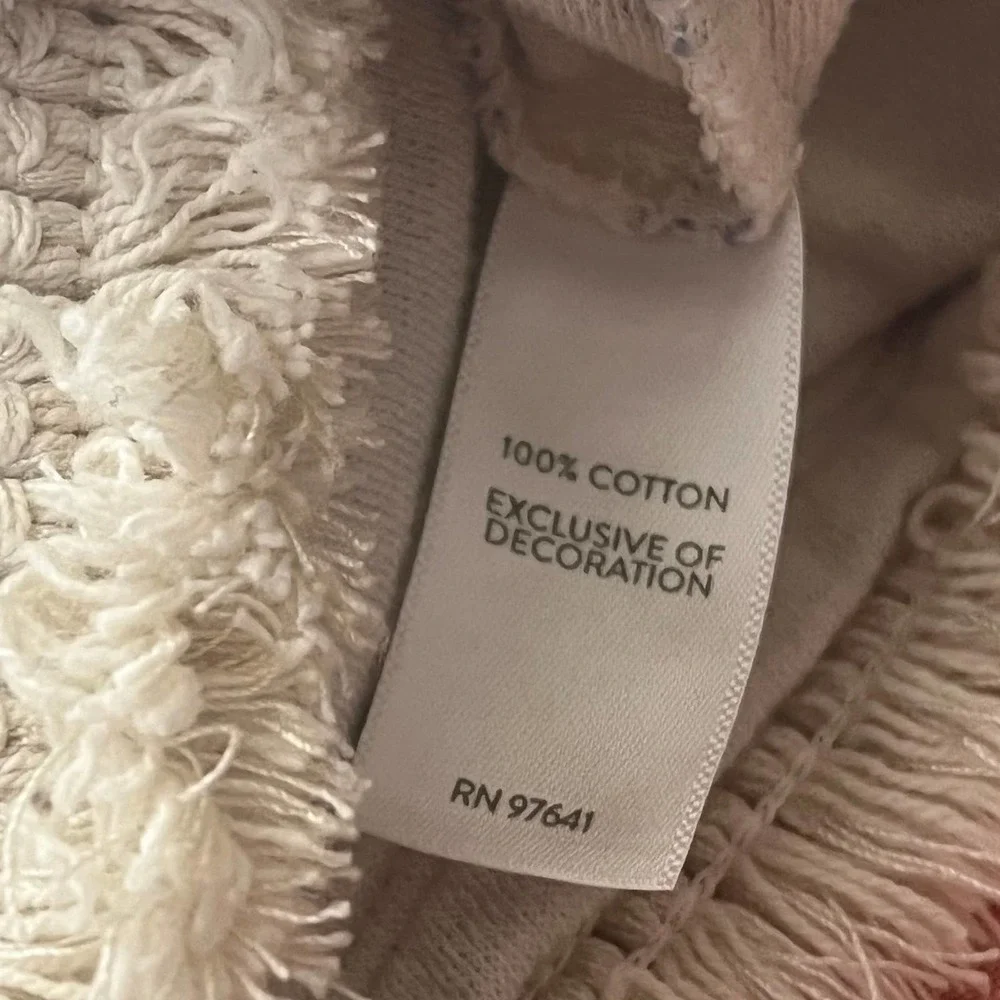 100% COTTON
EXCLUSIVE OF
DECORATION
RN 97641